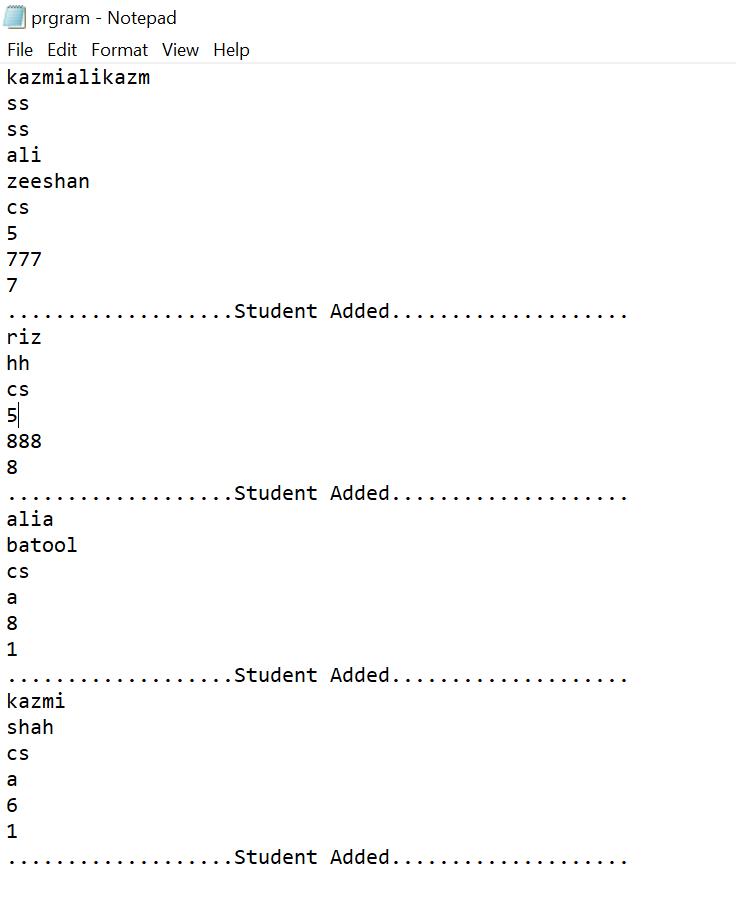 prgram - Notepad
File Edit Format View Help
kazmialikazm
ss
ss
ali
zeeshan
cs
5
777
7
...................Student Added....................
riz
hh
cs
5
888
8
...................Student Added....................
alia
batool
cs
a
8
1
...................Student Added....................
kazmi
shah
cs
a
6
1
...................Student Added....................